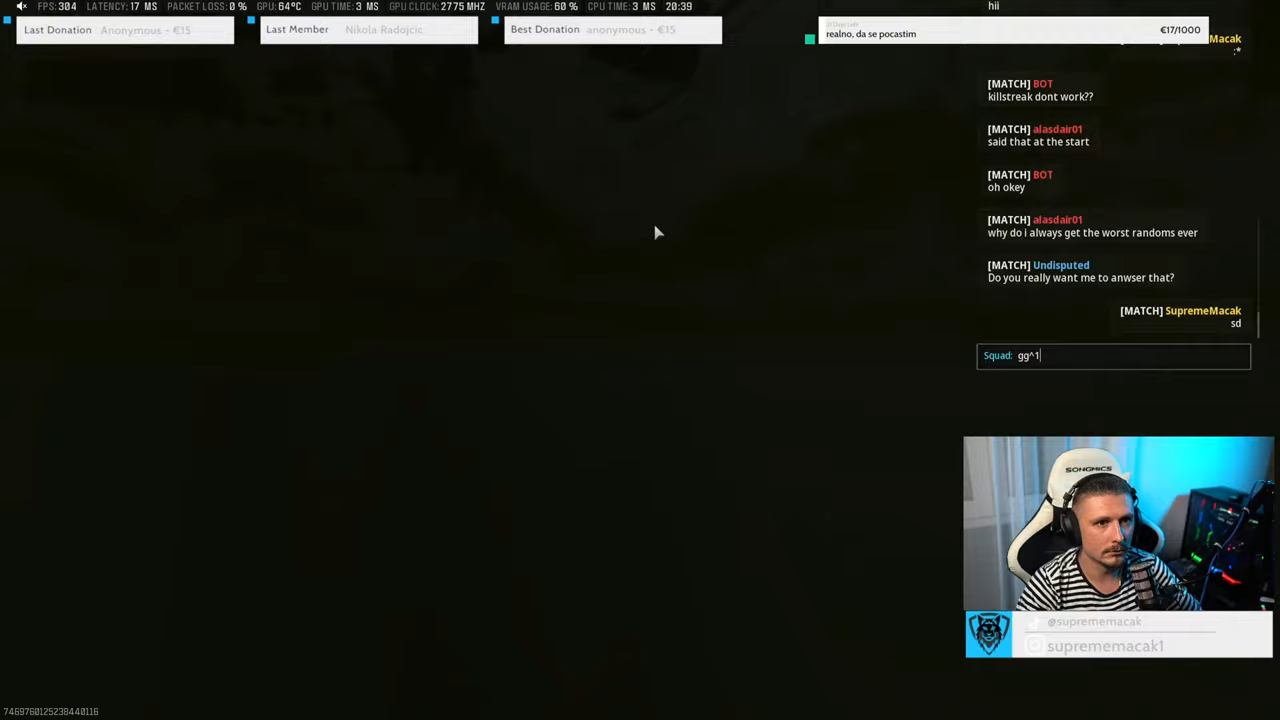 FPS: 304 LATENCY: 17 MS PACKET LOSS: 0 % GPU: 64°C GPU TIME: 3 MS GPU CLOCK: 2775 MHZ VRAM USAGE: 60 % CPU TIME: 3 MS 20:39
hii
Last Donation Anonymous - €15
Last Member Nikola Radojcic
Best Donation anonymous - €15
realno, da se pocastim
€17/1000
Macak
:*
[MATCH] BOT
killstreak dont work??
[MATCH] alasdair01
said that at the start
[MATCH] BOT
oh okey
[MATCH] alasdair01
why do i always get the worst randoms ever
[MATCH] Undisputed
Do you really want me to anwser that?
[MATCH] SupremeMacak
sd
Squad: gg^1
SONGMICS
@suprememacak
suprememacak1
7469760125238440116